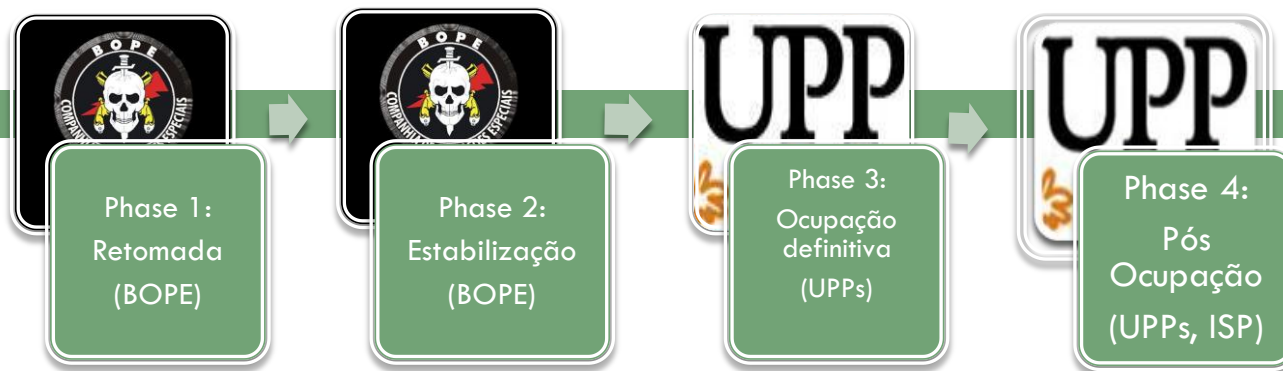 BOPE
Phase 1:
Retomada
(BOPE)
BOPE
Phase 2:
Estabilização
(BOPE)
UPP
Phase 3:
Ocupação
definitiva
(UPPs)
UPP
Phase 4:
Pós
Ocupação
(UPPs, ISP)